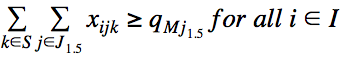 ∑_{k∈S} ∑_{j∈J_{1.5}} x_{ijk} ≥ q_{Mj_{1.5}} for all i ∈ I